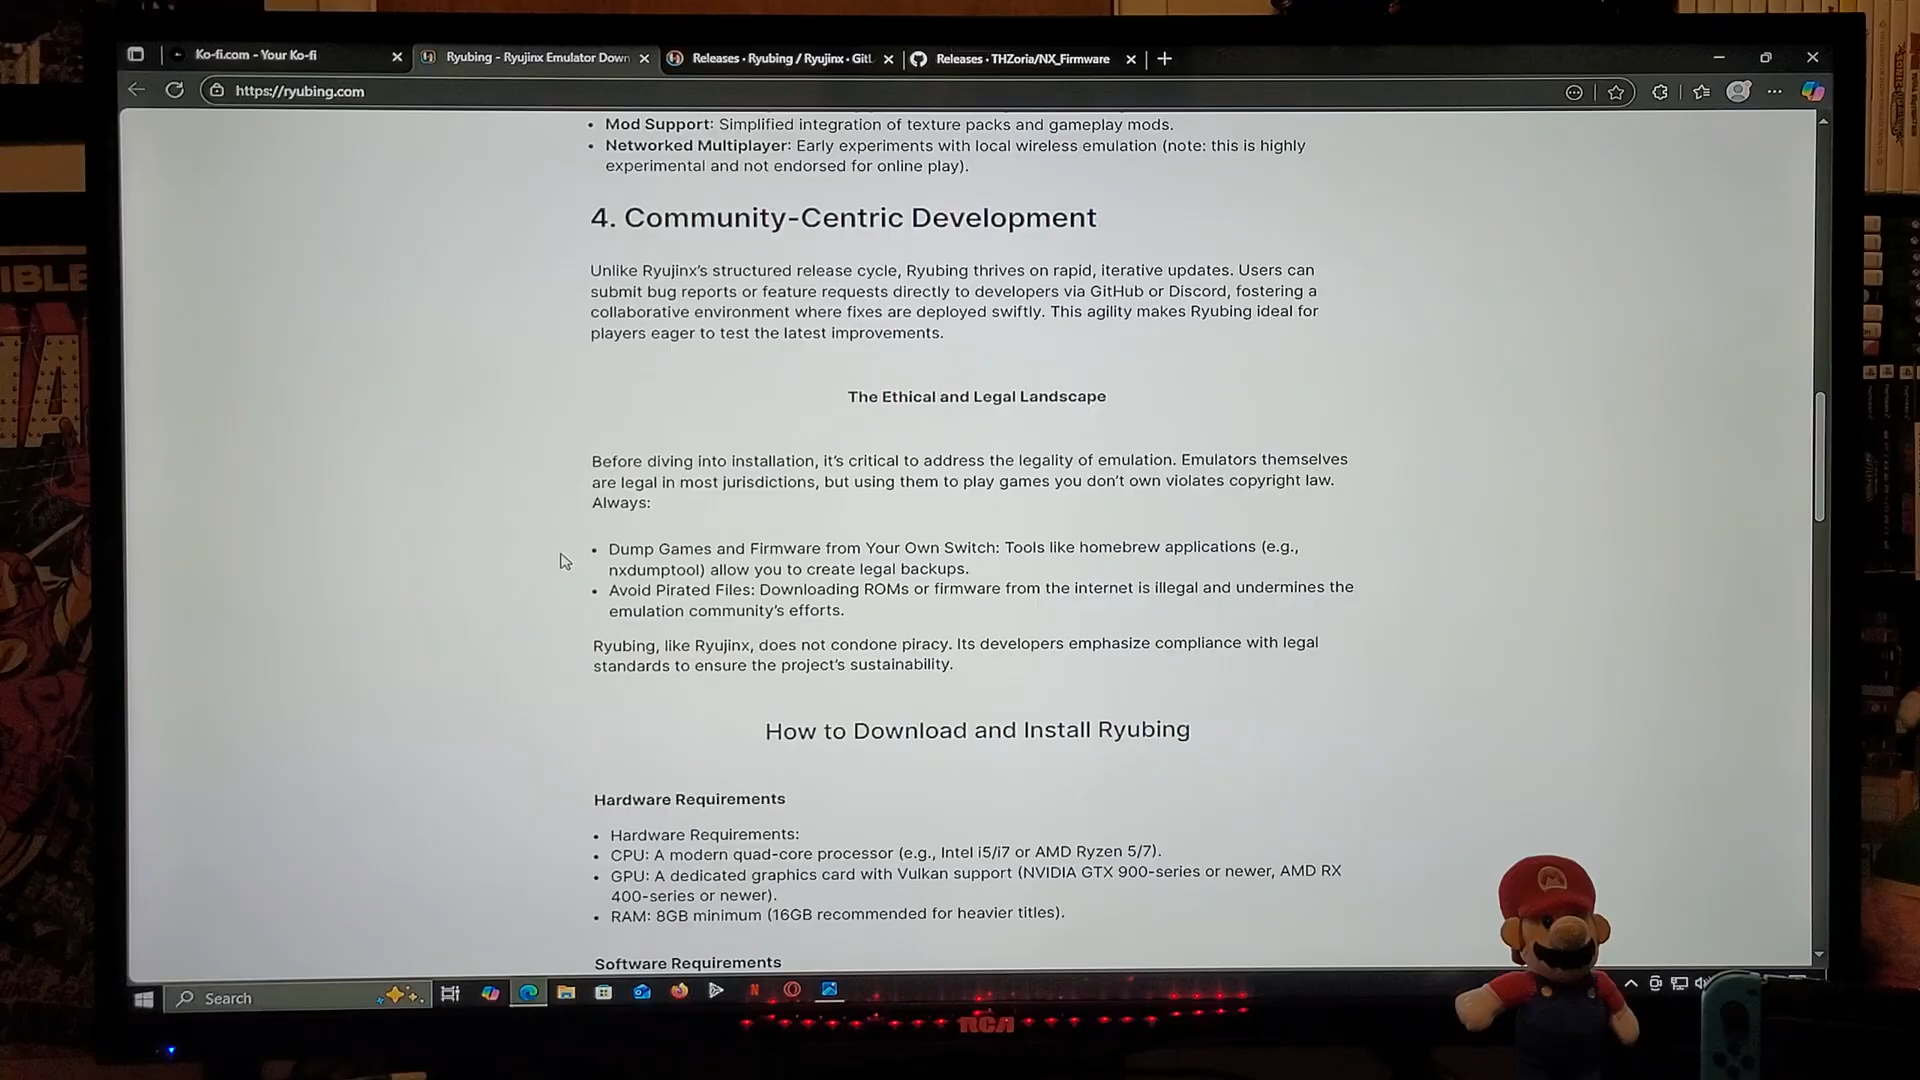 Ko-fi.com - Your Ko-fi
Ryubing - Ryujinx Emulator Down
Releases · Ryubing / Ryujinx · GitL
Releases · THZoria/NX_Firmware
https://ryubing.com
• Mod Support: Simplified integration of texture packs and gameplay mods.
• Networked Multiplayer: Early experiments with local wireless emulation (note: this is highly
experimental and not endorsed for online play).
4. Community-Centric Development
Unlike Ryujinx’s structured release cycle, Ryubing thrives on rapid, iterative updates. Users can
submit bug reports or feature requests directly to developers via GitHub or Discord, fostering a
collaborative environment where fixes are deployed swiftly. This agility makes Ryubing ideal for
players eager to test the latest improvements.
The Ethical and Legal Landscape
Before diving into installation, it’s critical to address the legality of emulation. Emulators themselves
are legal in most jurisdictions, but using them to play games you don’t own violates copyright law.
Always:
• Dump Games and Firmware from Your Own Switch: Tools like homebrew applications (e.g.,
nxdumptool) allow you to create legal backups.
• Avoid Pirated Files: Downloading ROMs or firmware from the internet is illegal and undermines the
emulation community’s efforts.
Ryubing, like Ryujinx, does not condone piracy. Its developers emphasize compliance with legal
standards to ensure the project’s sustainability.
How to Download and Install Ryubing
Hardware Requirements
• Hardware Requirements:
• CPU: A modern quad-core processor (e.g., Intel i5/i7 or AMD Ryzen 5/7).
• GPU: A dedicated graphics card with Vulkan support (NVIDIA GTX 900-series or newer, AMD RX
400-series or newer).
• RAM: 8GB minimum (16GB recommended for heavier titles).
Software Requirements
Search
RCA
IBLE